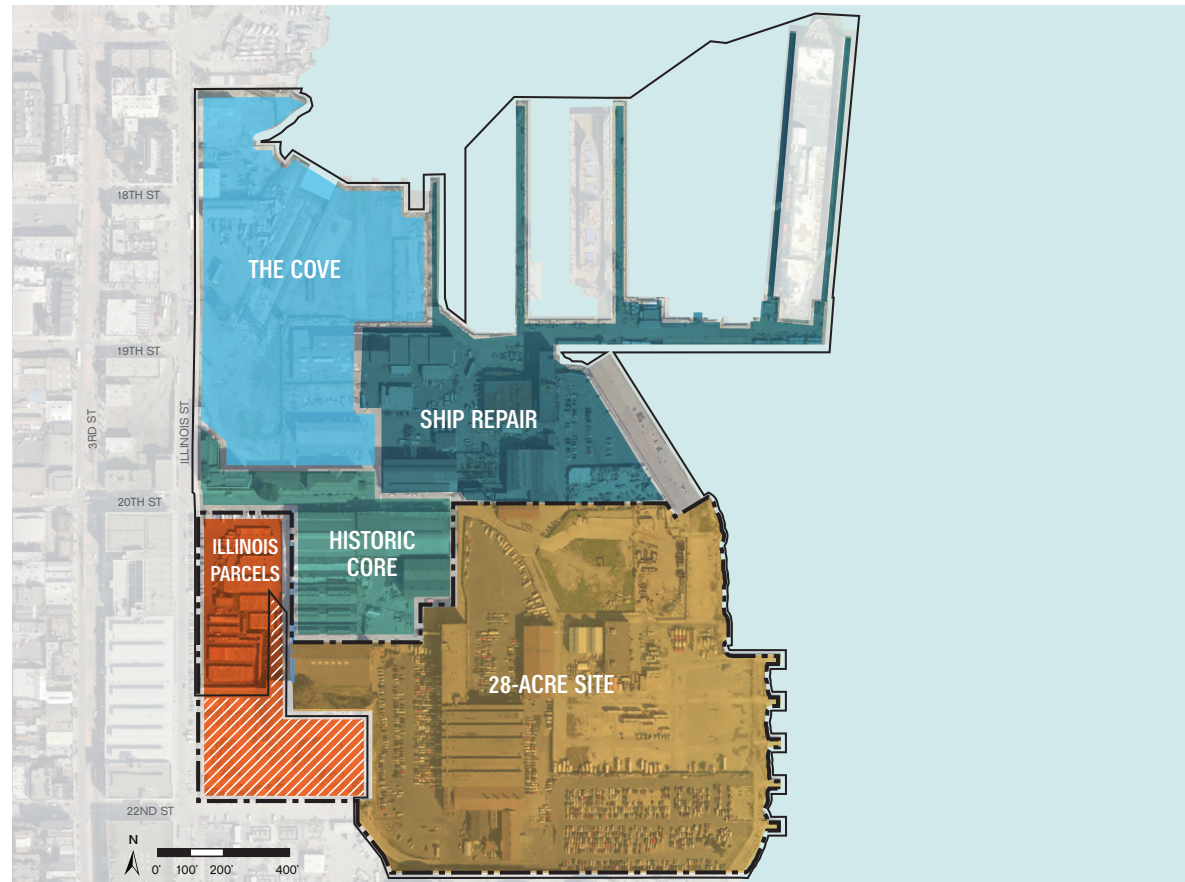 18TH ST
THE COVE
19TH ST
3RD ST
ILLINOIS ST
SHIP REPAIR
20TH ST
ILLINOIS
PARCELS
HISTORIC
CORE
28-ACRE SITE
22ND ST
N
0' 100' 200' 400'